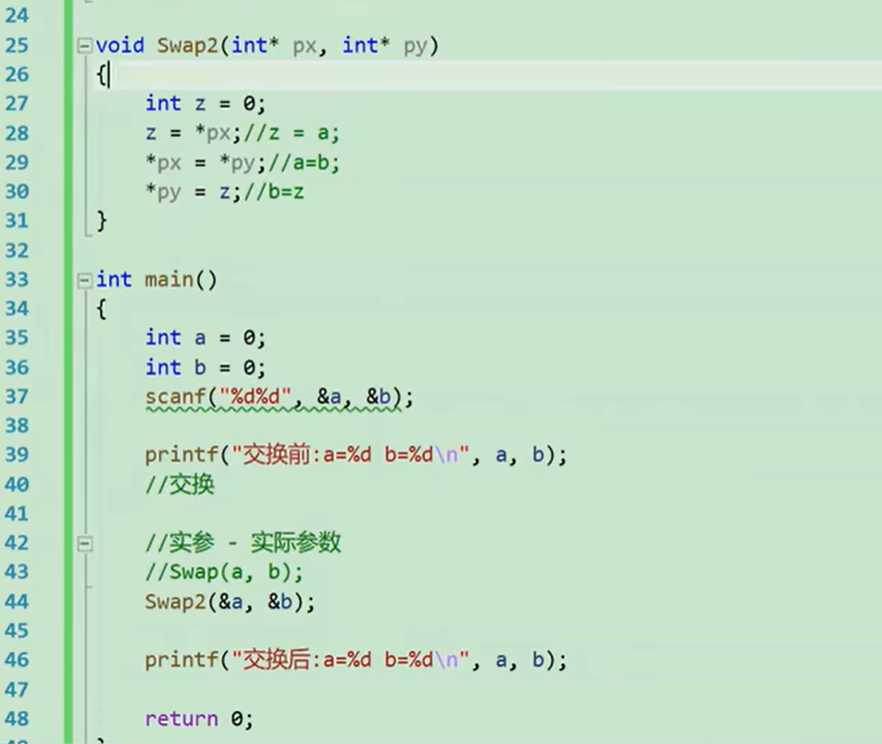 24
25 void Swap2(int* px, int* py)
26 {
27 int z = 0;
28 z = *px;//z = a;
29 *px = *py;//a=b;
30 *py = z;//b=z
31 }
32
33 int main()
34 {
35 int a = 0;
36 int b = 0;
37 scanf("%d%d", &a, &b);
38
39 printf("交换前:a=%d b=%d\n", a, b);
40 //交换
41
42 //实参 - 实际参数
43 //Swap(a, b);
44 Swap2(&a, &b);
45
46 printf("交换后:a=%d b=%d\n", a, b);
47
48 return 0;